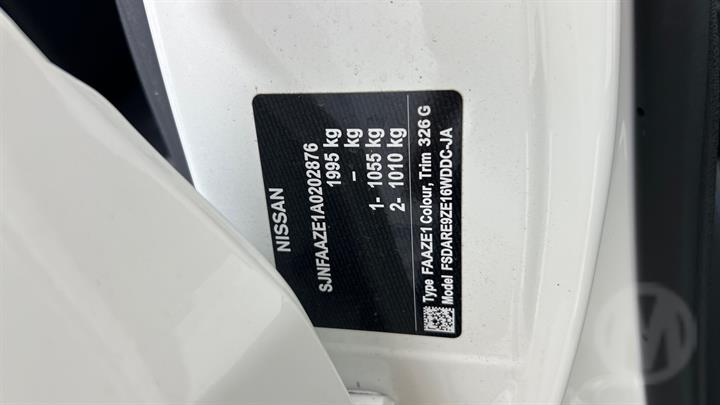 NISSAN
SJNFAAZE1A0202876
1995 kg
– kg
1- 1055 kg
2- 1010 kg
Type FAAZE1 Colour, Trim 326 G
Model FSDARE9ZE16WDDC-JA